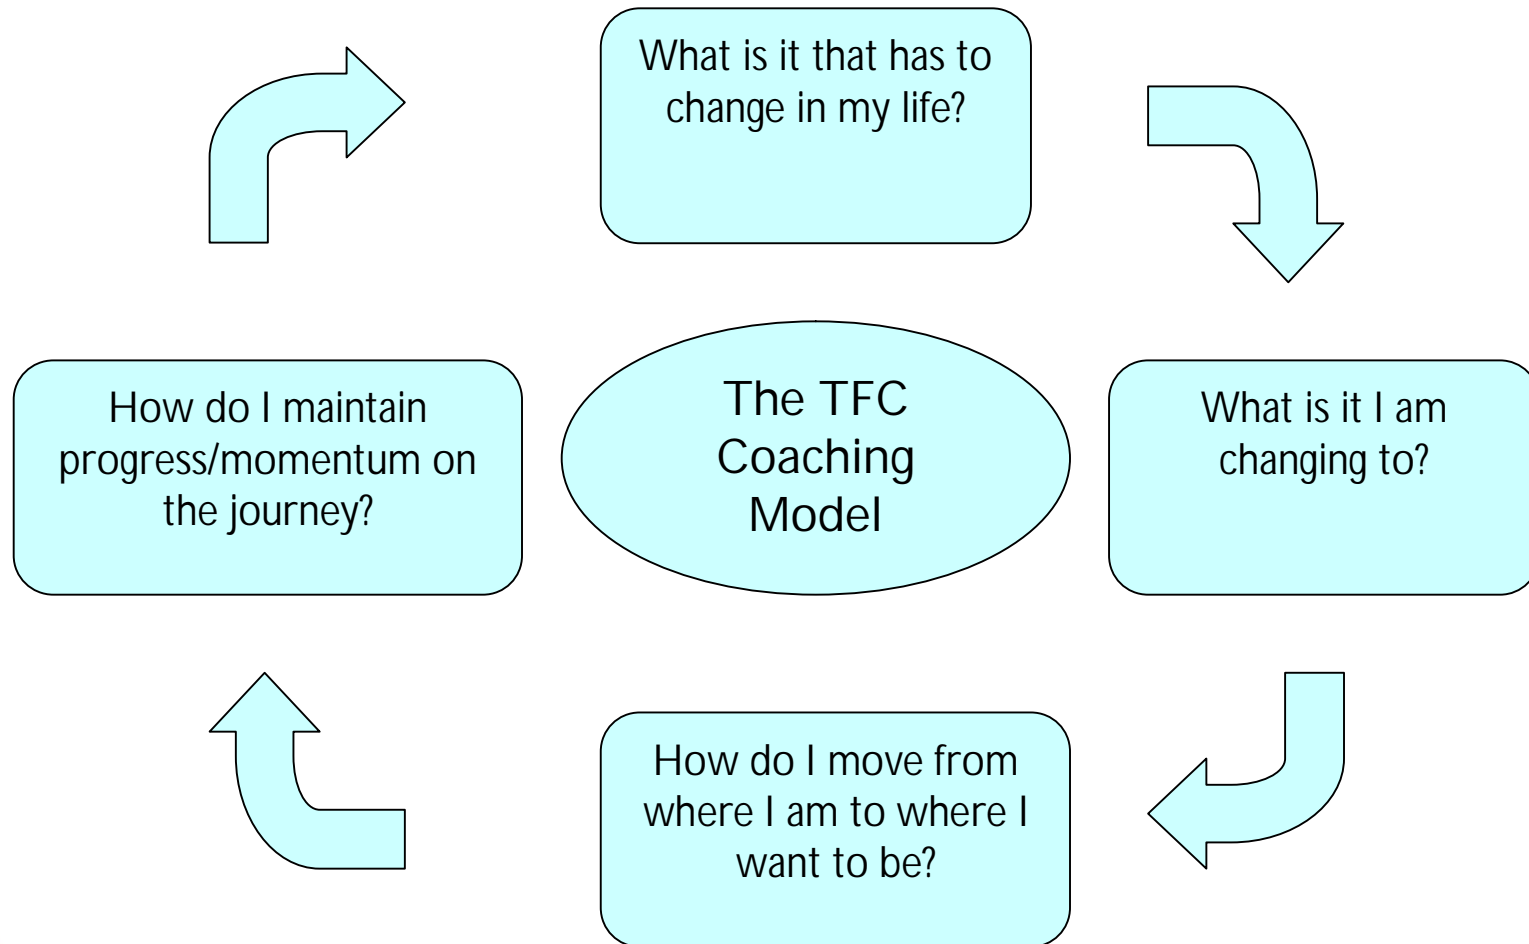 What is it that has to
change in my life?
How do I maintain
progress/momentum on
the journey?
The TFC
Coaching
Model
What is it I am
changing to?
How do I move from
where I am to where I
want to be?